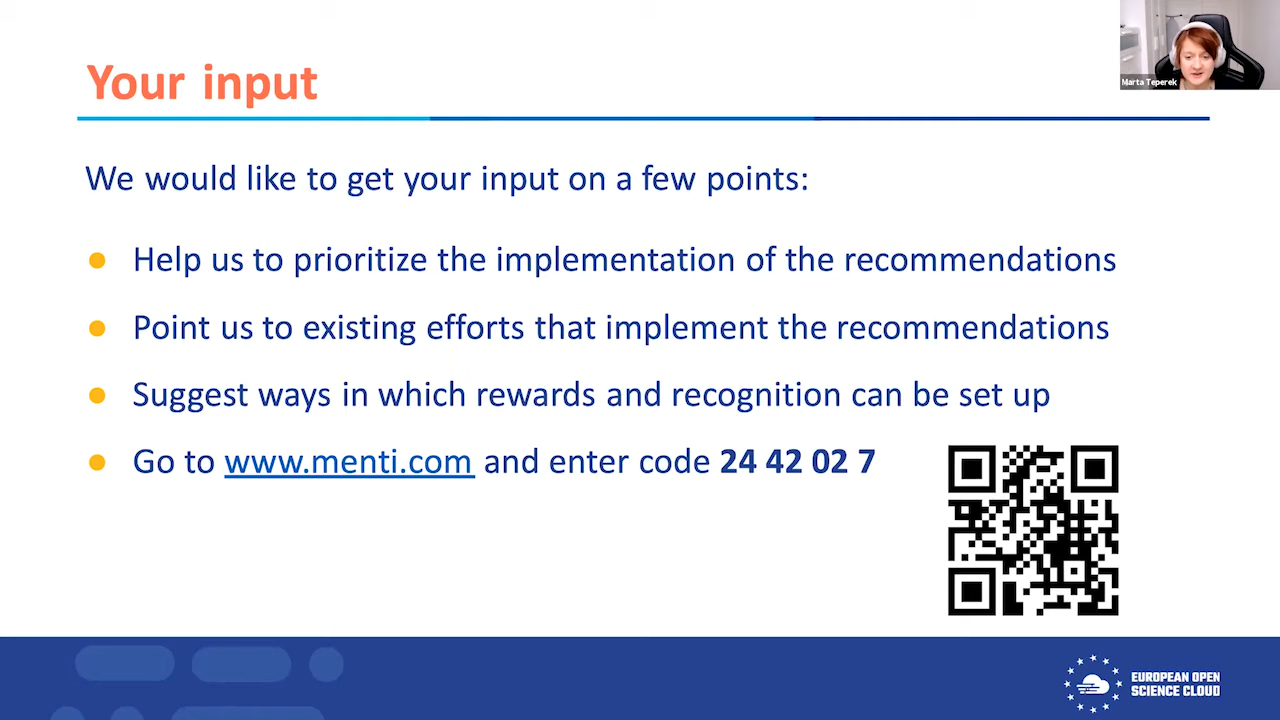 Your input
Marta Teperek
We would like to get your input on a few points:
● Help us to prioritize the implementation of the recommendations
● Point us to existing efforts that implement the recommendations
● Suggest ways in which rewards and recognition can be set up
● Go to www.menti.com and enter code 24 42 02 7
EUROPEAN OPEN
SCIENCE CLOUD